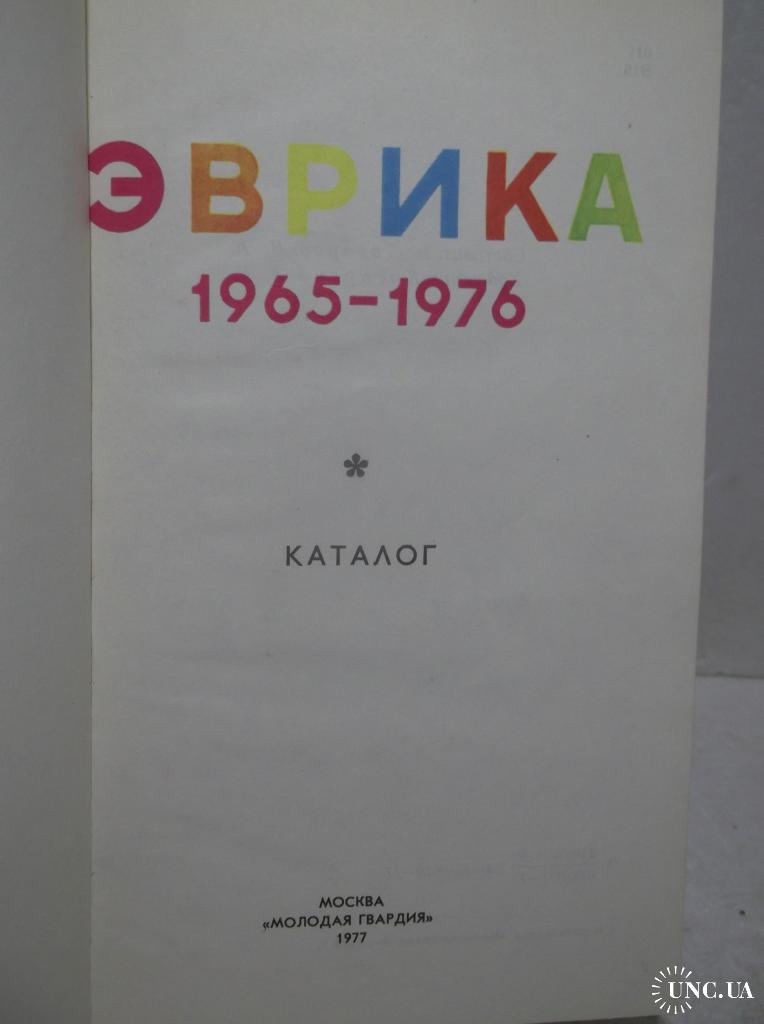 ЭВРИКА
1965–1976
*
КАТАЛОГ
МОСКВА
«МОЛОДАЯ ГВАРДИЯ»
1977
UNC.UA